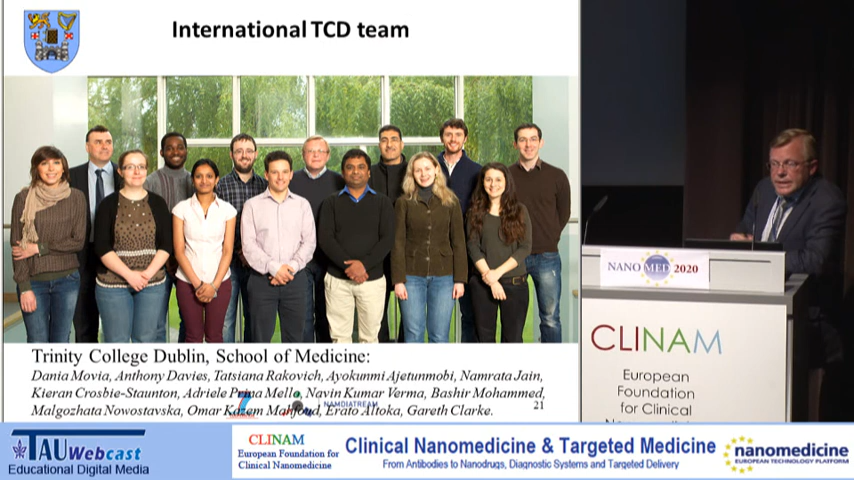 International TCD team
Trinity College Dublin, School of Medicine:
Dania Movia, Anthony Davies, Tatsiana Rakovich, Ayokunmi Ajetunmobi, Namrata Jain,
Kieran Crosbie-Staunton, Adriele Prina Mello, Navin Kumar Verma, Bashir Mohammed,
NAMDIATREAM
Malgozhata Nowostavska, Omar Kazem Mahfoud, Erato Altoka, Gareth Clarke.
21
NANOMED 2020
CLINAM
European
Foundation
for Clinical
TAU Webcast
Educational Digital Media
CLINAM
European Foundation for
Clinical Nanomedicine
Clinical Nanomedicine & Targeted Medicine
From Antibodies to Nanodrugs, Diagnostic Systems and Targeted Delivery
nanomedicine
EUROPEAN TECHNOLOGY PLATFORM